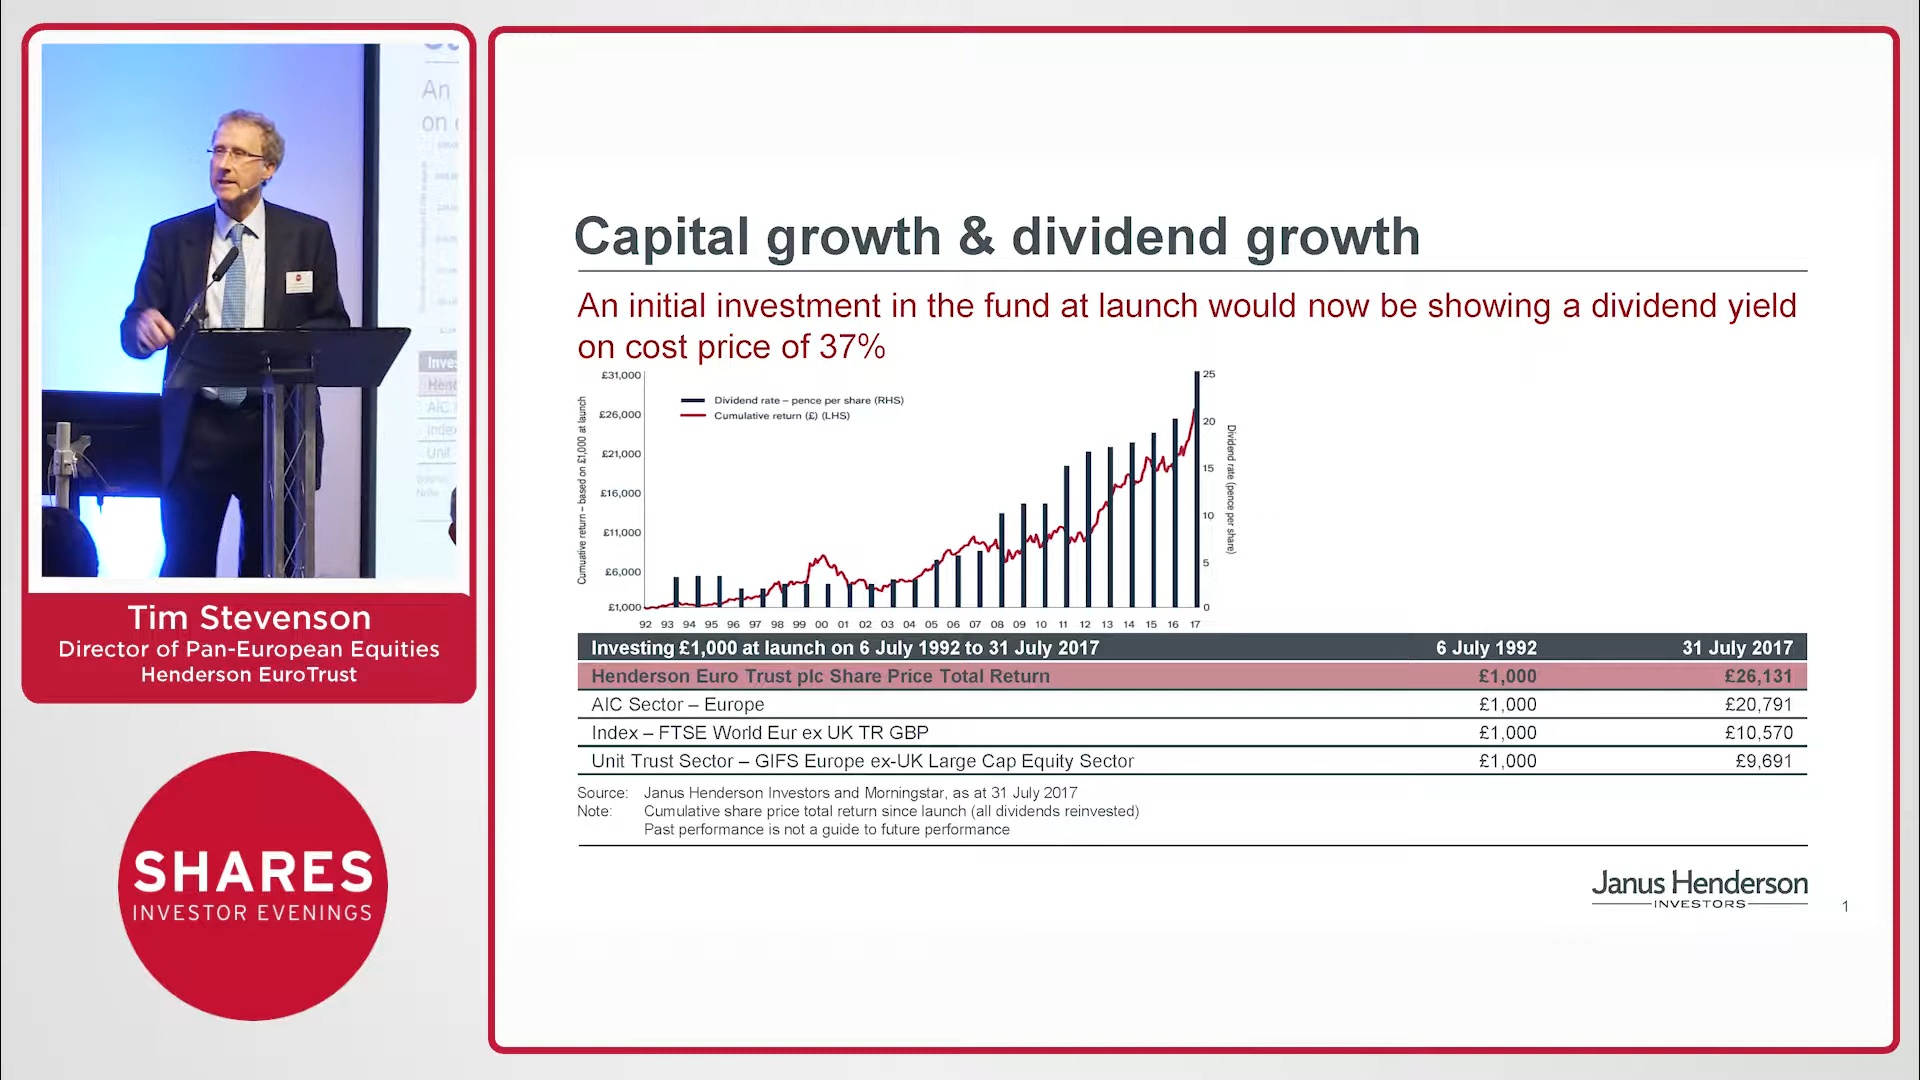 An
on
Inves
Hend
AIC
Index
Unit
Note
Tim Stevenson
Director of Pan-European Equities
Henderson EuroTrust
SHARES
INVESTOR EVENINGS
Capital growth & dividend growth
An initial investment in the fund at launch would now be showing a dividend yield
on cost price of 37%
£31,000
£26,000
£21,000
£16,000
£11,000
£6,000
£1,000
Cumuative return – based on £1,000 at launch
Dividend rate – pence per share (RHS)
Cumulative return (£) (LHS)
25
20
15
10
5
0
Dividend rate (pence per share)
92 93 94 95 96 97 98 99 00 01 02 03 04 05 06 07 08 09 10 11 12 13 14 15 16 17
Investing £1,000 at launch on 6 July 1992 to 31 July 2017 6 July 1992 31 July 2017
Henderson Euro Trust plc Share Price Total Return £1,000 £26,131
AIC Sector – Europe £1,000 £20,791
Index – FTSE World Eur ex UK TR GBP £1,000 £10,570
Unit Trust Sector – GIFS Europe ex-UK Large Cap Equity Sector £1,000 £9,691
Source: Janus Henderson Investors and Morningstar, as at 31 July 2017
Note: Cumulative share price total return since launch (all dividends reinvested)
Past performance is not a guide to future performance
Janus Henderson
INVESTORS
1